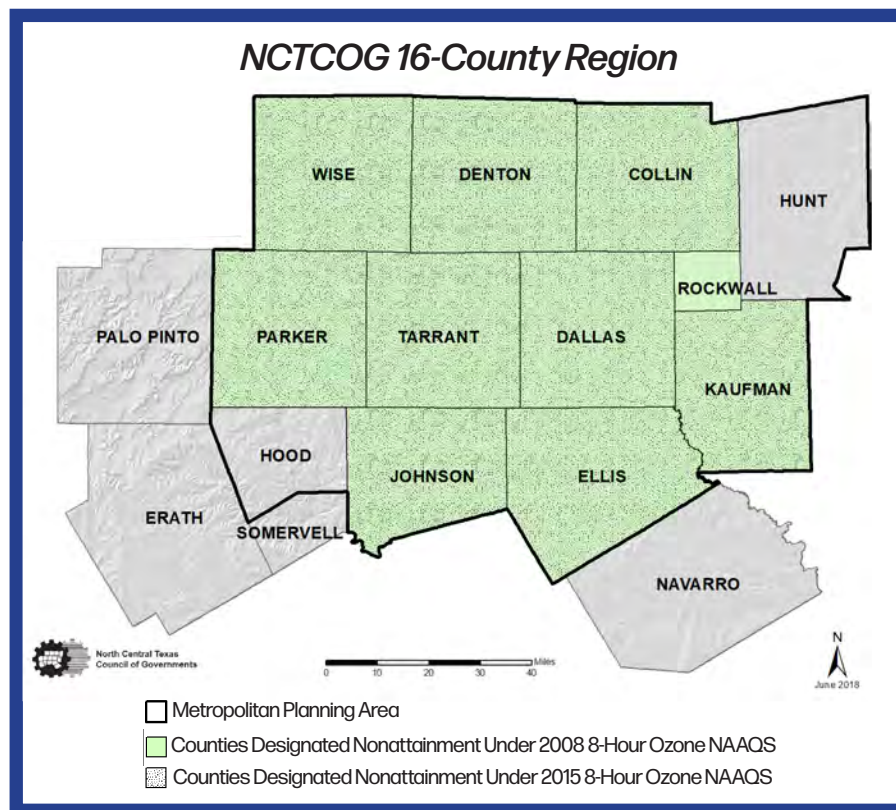 NCTCOG 16-County Region
WISE
DENTON
COLLIN
HUNT
ROCKWALL
PALO PINTO
PARKER
TARRANT
DALLAS
KAUFMAN
HOOD
JOHNSON
ELLIS
ERATH
SOMERVELL
NAVARRO
North Central Texas
Council of Governments
Miles
0 10 20 30 40
N
June 2018
Metropolitan Planning Area
Counties Designated Nonattainment Under 2008 8-Hour Ozone NAAQS
Counties Designated Nonattainment Under 2015 8-Hour Ozone NAAQS